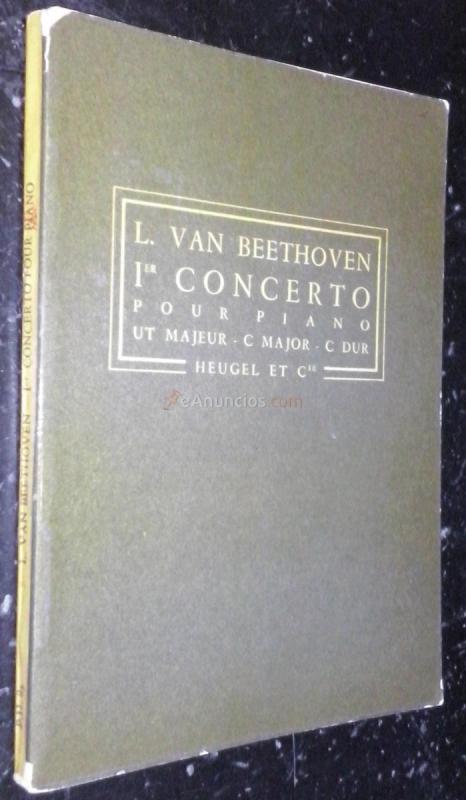 L. VAN BEETHOVEN
IER CONCERTO
POUR PIANO
UT MAJEUR - C MAJOR - C DUR
HEUGEL ET CIE
eAnuncios.com
L. VAN BEETHOVEN - Ier CONCERTO POUR PIANO